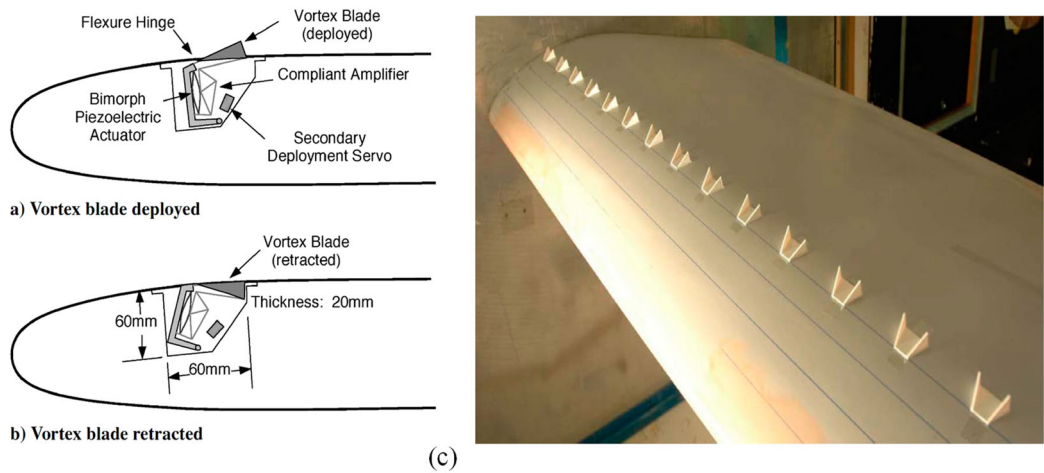 Flexure Hinge
Vortex Blade
(deployed)
Compliant Amplifier
Bimorph
Piezoelectric
Actuator
Secondary
Deployment Servo
a) Vortex blade deployed
Vortex Blade
(retracted)
Thickness: 20mm
60mm
60mm
b) Vortex blade retracted
(c)